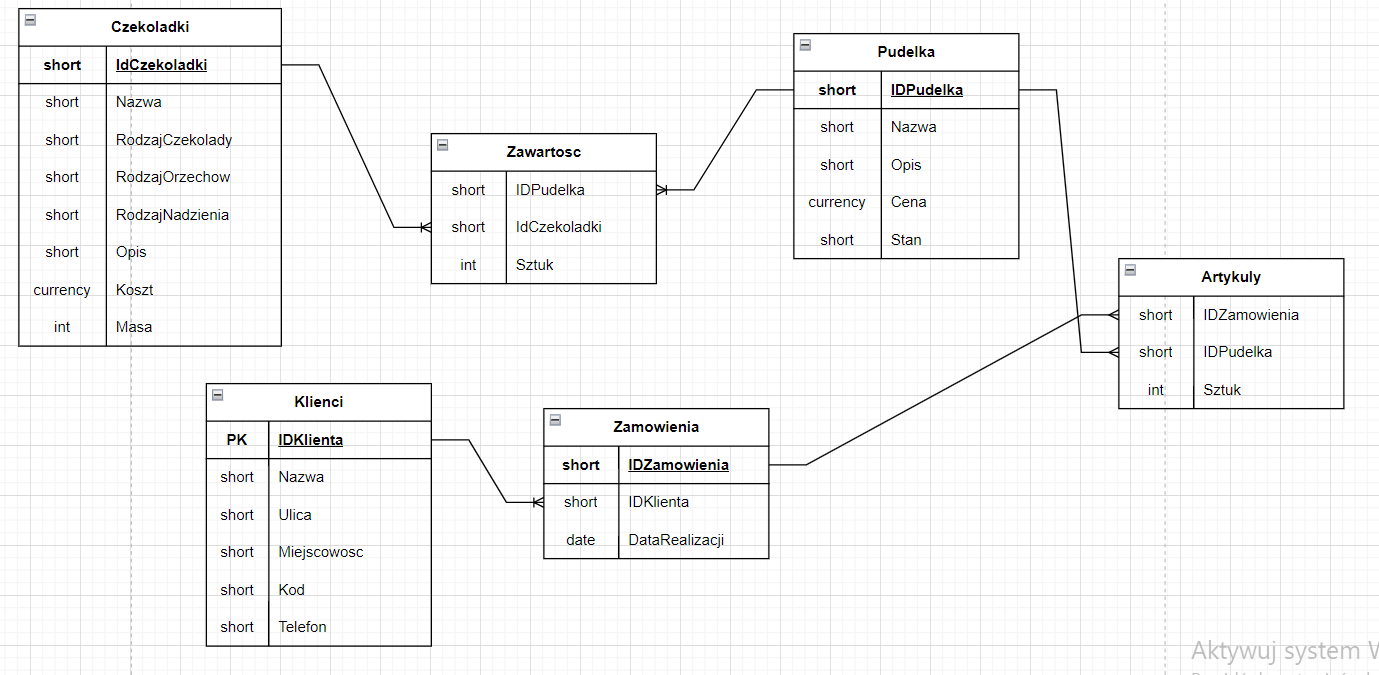 Czekoladki
short IdCzekoladki
short Nazwa
short RodzajCzekolady
short RodzajOrzechow
short RodzajNadzienia
short Opis
currency Koszt
int Masa
Zawartosc
short IDPudelka
short IdCzekoladki
int Sztuk
Pudelka
short IDPudelka
short Nazwa
short Opis
currency Cena
short Stan
Artykuly
short IDZamowienia
short IDPudelka
int Sztuk
Klienci
PK IDKlienta
short Nazwa
short Ulica
short Miejscowosc
short Kod
short Telefon
Zamowienia
short IDZamowienia
short IDKlienta
date DataRealizacji
Aktywuj system